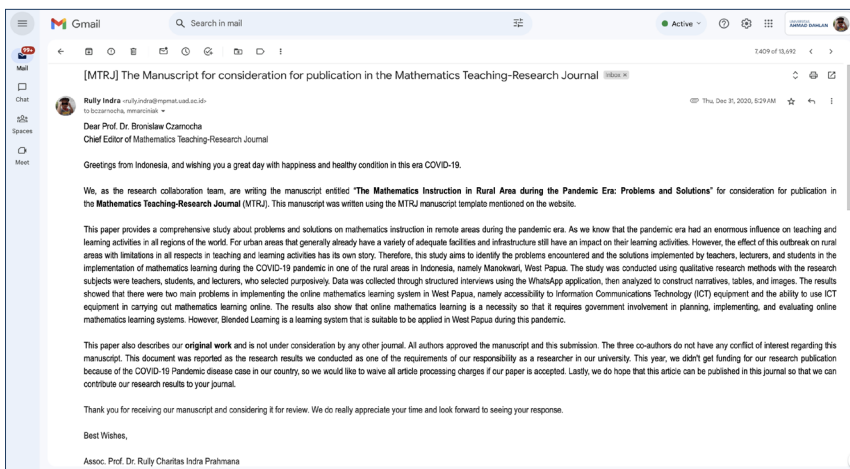 Gmail
Search in mail
Active
UNIVERSITAS
AHMAD DAHLAN
99+
Mail
Chat
Spaces
Meet
7,409 of 13,692
[MTRJ] The Manuscript for consideration for publication in the Mathematics Teaching-Research Journal Inbox ×
Rully Indra <rully.indra@mpmat.uad.ac.id>
Thu, Dec 31, 2020, 8:29 AM
to bczarnocha, mmarciniak
Dear Prof. Dr. Bronislaw Czarnocha
Chief Editor of Mathematics Teaching-Research Journal
Greetings from Indonesia, and wishing you a great day with happiness and healthy condition in this era COVID-19.
We, as the research collaboration team, are writing the manuscript entitled "The Mathematics Instruction in Rural Area during the Pandemic Era: Problems and Solutions" for consideration for publication in
the Mathematics Teaching-Research Journal (MTRJ). This manuscript was written using the MTRJ manuscript template mentioned on the website.
This paper provides a comprehensive study about problems and solutions on mathematics instruction in remote areas during the pandemic era. As we know that the pandemic era had an enormous influence on teaching and
learning activities in all regions of the world. For urban areas that generally already have a variety of adequate facilities and infrastructure still have an impact on their learning activities. However, the effect of this outbreak on rural
areas with limitations in all respects in teaching and learning activities has its own story. Therefore, this study aims to identify the problems encountered and the solutions implemented by teachers, lecturers, and students in the
implementation of mathematics learning during the COVID-19 pandemic in one of the rural areas in Indonesia, namely Manokwari, West Papua. The study was conducted using qualitative research methods with the research
subjects were teachers, students, and lecturers, who selected purposively. Data was collected through structured interviews using the WhatsApp application, then analyzed to construct narratives, tables, and images. The results
showed that there were two main problems in implementing the online mathematics learning system in West Papua, namely accessibility to Information Communications Technology (ICT) equipment and the ability to use ICT
equipment in carrying out mathematics learning online. The results also show that online mathematics learning is a necessity so that it requires government involvement in planning, implementing, and evaluating online
mathematics learning systems. However, Blended Learning is a learning system that is suitable to be applied in West Papua during this pandemic.
This paper also describes our original work and is not under consideration by any other journal. All authors approved the manuscript and this submission. The three co-authors do not have any conflict of interest regarding this
manuscript. This document was reported as the research results we conducted as one of the requirements of our responsibility as a researcher in our university. This year, we didn't get funding for our research publication
because of the COVID-19 Pandemic disease case in our country, so we would like to waive all article processing charges if our paper is accepted. Lastly, we do hope that this article can be published in this journal so that we can
contribute our research results to your journal.
Thank you for receiving our manuscript and considering it for review. We do really appreciate your time and look forward to seeing your response.
Best Wishes,
Assoc. Prof. Dr. Rully Charitas Indra Prahmana